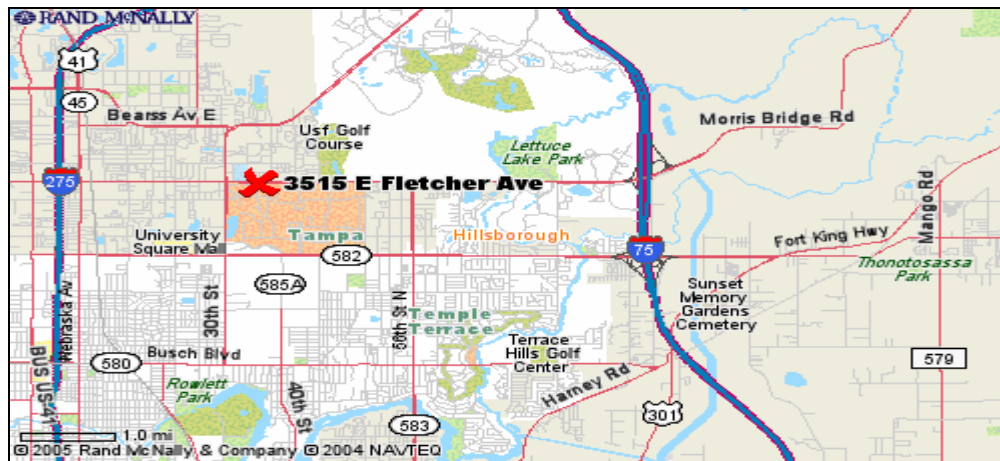 RAND MCNALLY
41
45
Bearss Av E
Usf Golf
Course
Lettuce
Lake Park
Morris Bridge Rd
275
3515 E Fletcher Ave
Mango Rd
University
Square Mall
Tampa
Hillsborough
582
75
Fort King Hwy
Thonotosassa
Park
585A
Nebraska Av
30th St
56th St N
Sunset
Memory
Gardens
Cemetery
Temple
Terrace
Terrace
Hills Golf
Center
BUS US-41
580
Busch Blvd
579
Rowlett
Park
40th St
Harney Rd
301
583
1.0 mi
© 2005 Rand McNally & Company © 2004 NAVTEQ